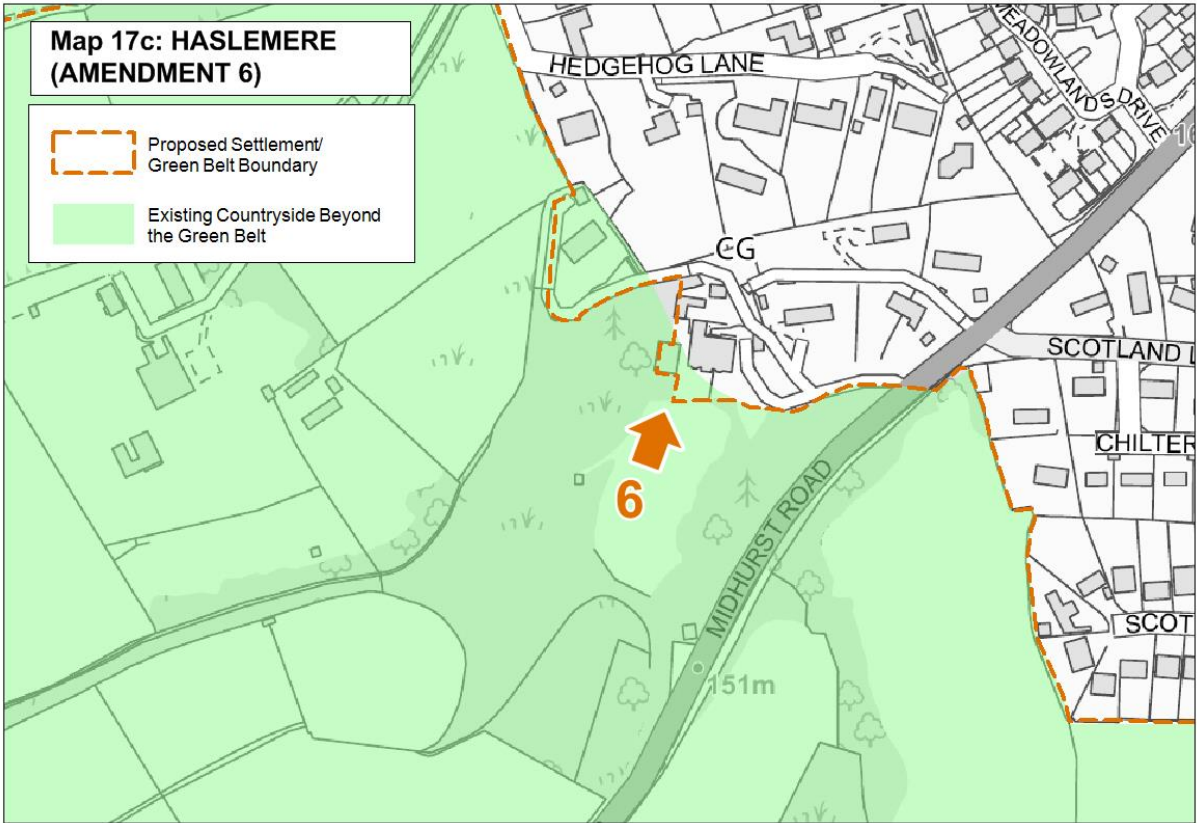 Map 17c: HASLEMERE
(AMENDMENT 6)
Proposed Settlement/
Green Belt Boundary
Existing Countryside Beyond
the Green Belt
HEDGEHOG LANE
MEADOWLANDS DRIVE
16
CG
SCOTLAND L
CHILTER
6
MIDHURST ROAD
SCOT
151m